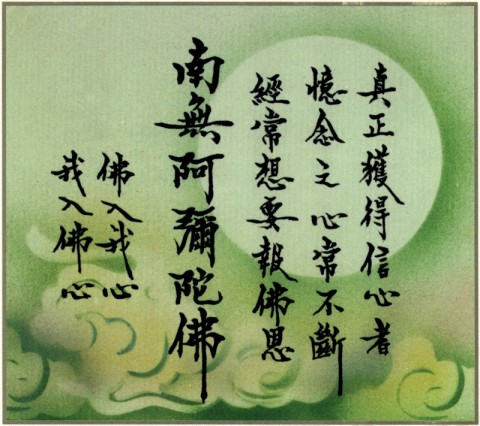 真正獲得信心者
憶念之心常不斷
經常想要報佛恩
南無阿彌陀佛
佛入我心
我入佛心